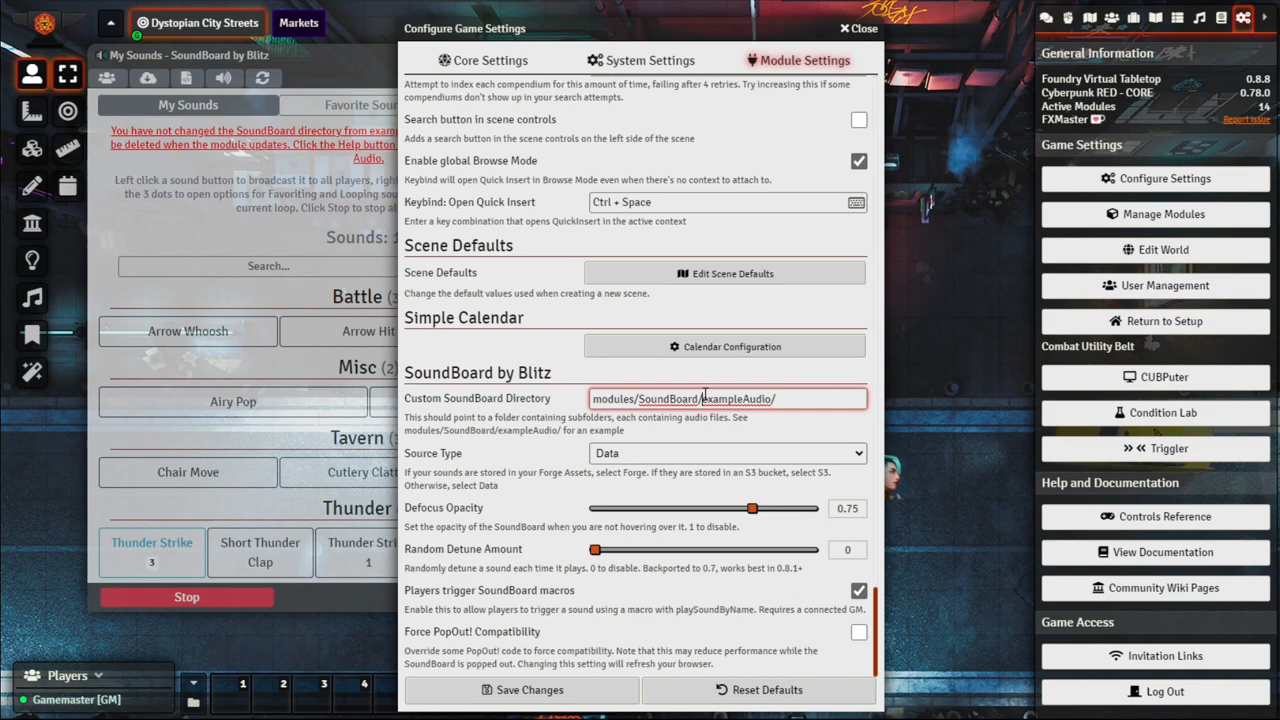 Dystopian City Streets
G
Markets
My Sounds - SoundBoard by Blitz
My Sounds
Favorite Sour
You have not changed the SoundBoard directory from exam
be deleted when the module updates. Click the Help button
Audio.
Left click a sound button to broadcast it to all players, right
the 3 dots to open options for Favoriting and Looping sou
current loop. Click Stop to stop al
Sounds: 1
Search...
Battle (3
Arrow Whoosh
Arrow Hit
Misc (2)
Airy Pop
Tavern (
Chair Move
Cutlery Clatt
Thunder
Thunder Strike
3
Short Thunder
Clap
Thunder Stri
1
Stop
Players
Gamemaster [GM]
1 2 3 4
Configure Game Settings
Close
Core Settings
System Settings
Module Settings
Attempt to index each compendium for this amount of time, failing after 4 retries. Try increasing this if some
compendiums don't show up in your search attempts.
Search button in scene controls
Adds a search button in the scene controls on the left side of the scene
Enable global Browse Mode
Keybind will open Quick Insert in Browse Mode even when there's no context to attach to.
Keybind: Open Quick Insert
Ctrl + Space
Enter a key combination that opens QuickInsert in the active context
Scene Defaults
Scene Defaults
Edit Scene Defaults
Change the default values used when creating a new scene.
Simple Calendar
Calendar Configuration
SoundBoard by Blitz
Custom SoundBoard Directory
modules/SoundBoard/exampleAudio/
This should point to a folder containing subfolders, each containing audio files. See
modules/SoundBoard/exampleAudio/ for an example
Source Type
Data
If your sounds are stored in your Forge Assets, select Forge. If they are stored in an S3 bucket, select S3.
Otherwise, select Data
Defocus Opacity
0.75
Set the opacity of the SoundBoard when you are not hovering over it. 1 to disable.
Random Detune Amount
0
Randomly detune a sound each time it plays. 0 to disable. Backported to 0.7, works best in 0.8.1+
Players trigger SoundBoard macros
Enable this to allow players to trigger a sound using a macro with playSoundByName. Requires a connected GM.
Force PopOut! Compatibility
Override some PopOut! code to force compatibility. Note that this may reduce performance while the
SoundBoard is popped out. Changing this setting will refresh your browser.
Save Changes
Reset Defaults
General Information
Foundry Virtual Tabletop 0.8.8
Cyberpunk RED - CORE 0.78.0
Active Modules 14
FXMaster Report issue
Game Settings
Configure Settings
Manage Modules
Edit World
User Management
Return to Setup
Combat Utility Belt
CUBPuter
Condition Lab
Triggler
Help and Documentation
Controls Reference
View Documentation
Community Wiki Pages
Game Access
Invitation Links
Log Out